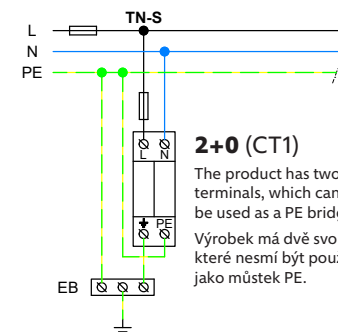 TN-S
L
N
PE
L N
PE
EB
2+0 (CT1)
The product has two
terminals, which can
be used as a PE bridg
Výrobek má dvě svo
které nesmí být použ
jako můstek PE.